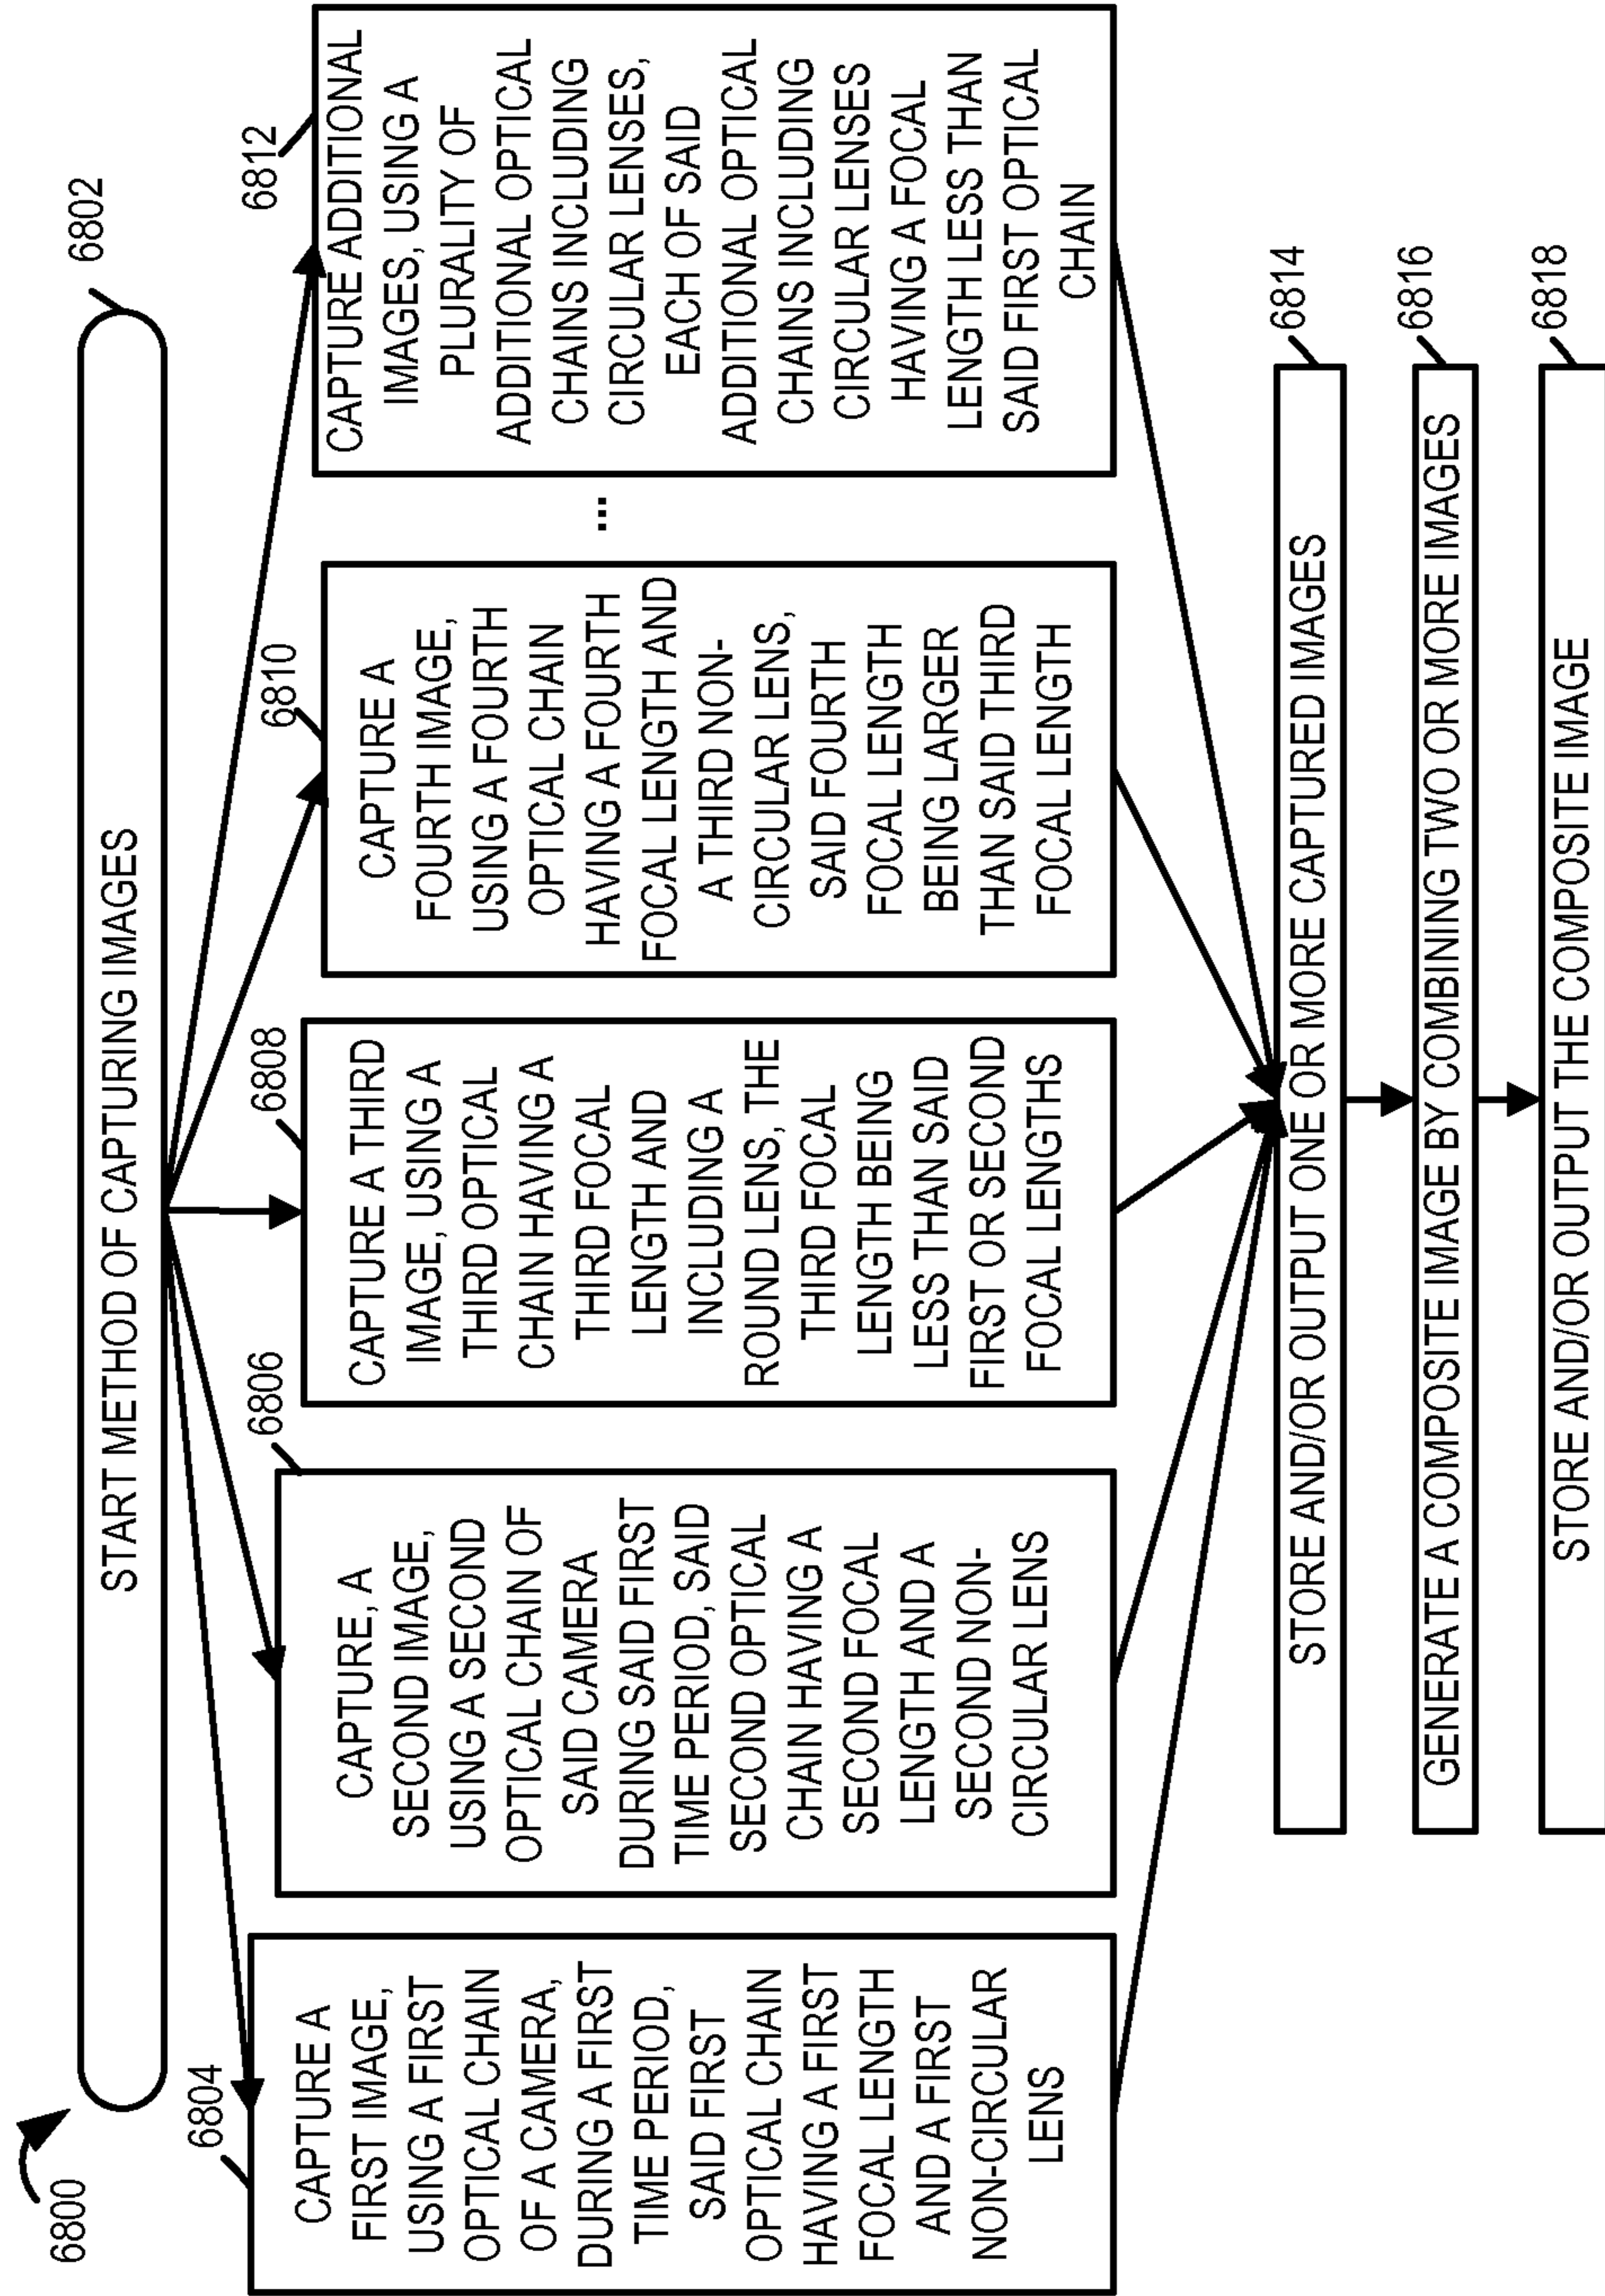 6800
START METHOD OF CAPTURING IMAGES
6802
6804
CAPTURE A
FIRST IMAGE,
USING A FIRST
OPTICAL CHAIN
OF A CAMERA,
DURING A FIRST
TIME PERIOD,
SAID FIRST
OPTICAL CHAIN
HAVING A FIRST
FOCAL LENGTH
AND A FIRST
NON-CIRCULAR
LENS
6806
CAPTURE, A
SECOND IMAGE,
USING A SECOND
OPTICAL CHAIN OF
SAID CAMERA
DURING SAID FIRST
TIME PERIOD, SAID
SECOND OPTICAL
CHAIN HAVING A
SECOND FOCAL
LENGTH AND A
SECOND NON-
CIRCULAR LENS
6808
CAPTURE A THIRD
IMAGE, USING A
THIRD OPTICAL
CHAIN HAVING A
THIRD FOCAL
LENGTH AND
INCLUDING A
ROUND LENS, THE
THIRD FOCAL
LENGTH BEING
LESS THAN SAID
FIRST OR SECOND
FOCAL LENGTHS
6810
CAPTURE A
FOURTH IMAGE,
USING A FOURTH
OPTICAL CHAIN
HAVING A FOURTH
FOCAL LENGTH AND
A THIRD NON-
CIRCULAR LENS,
SAID FOURTH
FOCAL LENGTH
BEING LARGER
THAN SAID THIRD
FOCAL LENGTH
...
6812
CAPTURE ADDITIONAL
IMAGES, USING A
PLURALITY OF
ADDITIONAL OPTICAL
CHAINS INCLUDING
CIRCULAR LENSES,
EACH OF SAID
ADDITIONAL OPTICAL
CHAINS INCLUDING
CIRCULAR LENSES
HAVING A FOCAL
LENGTH LESS THAN
SAID FIRST OPTICAL
CHAIN
STORE AND/OR OUTPUT ONE OR MORE CAPTURED IMAGES
6814
GENERATE A COMPOSITE IMAGE BY COMBINING TWO OR MORE IMAGES
6816
STORE AND/OR OUTPUT THE COMPOSITE IMAGE
6818